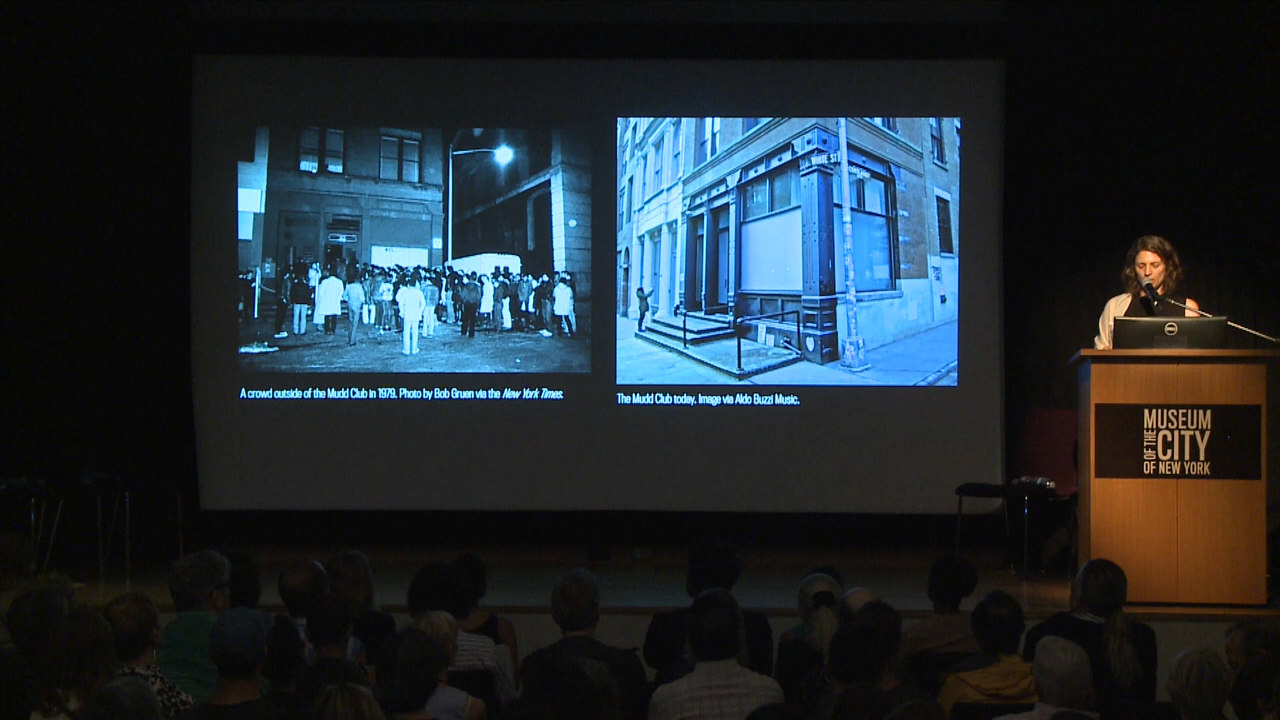 WHITE ST
A crowd outside of the Mudd Club in 1979. Photo by Bob Gruen via the New York Times.
The Mudd Club today. Image via Aldo Buzzi Music.
DELL
MUSEUM
OF THE
CITY
OF NEW YORK